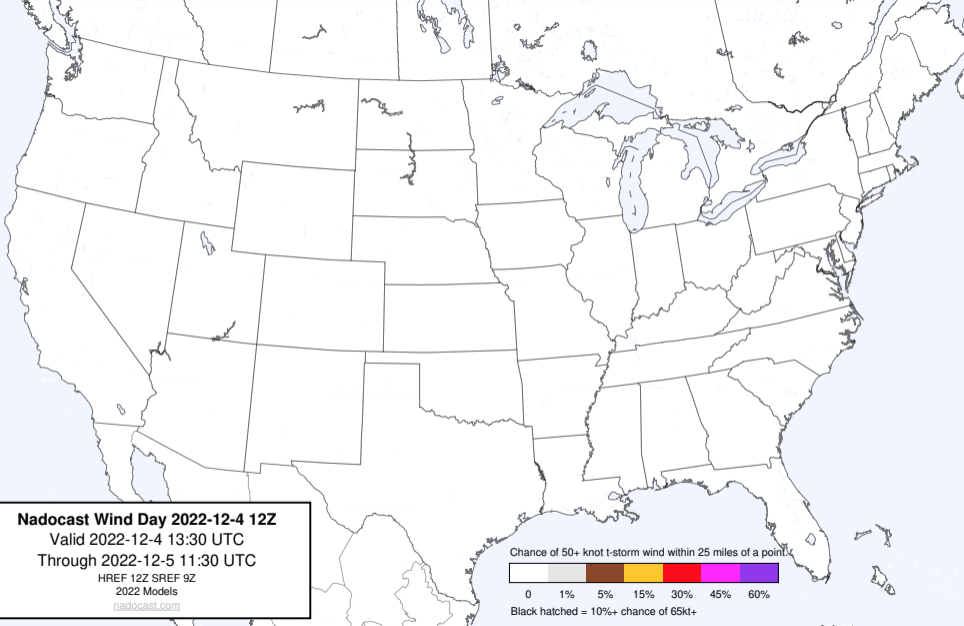 Nadocast Wind Day 2022-12-4 12Z
Valid 2022-12-4 13:30 UTC
Through 2022-12-5 11:30 UTC
HREF 12Z SREF 9Z
2022 Models
nadocast.com
Chance of 50+ knot t-storm wind within 25 miles of a point.
0 1% 5% 15% 30% 45% 60%
Black hatched = 10%+ chance of 65kt+